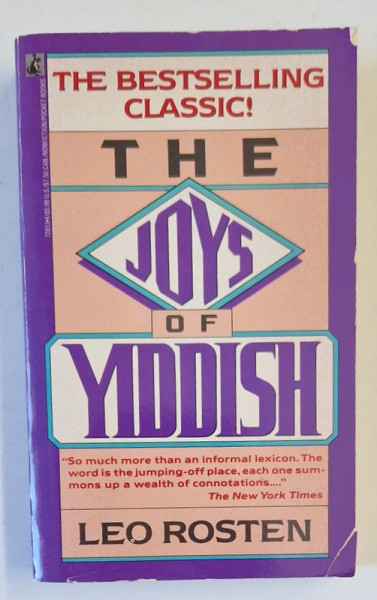 THE BESTSELLING
CLASSIC!
THE
JOYS
OF
YIDDISH
"So much more than an informal lexicon. The
word is the jumping-off place, each one sum-
mons up a wealth of connotations...."
The New York Times
LEO ROSTEN